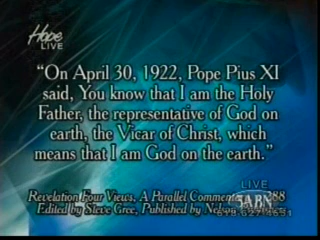 Hope
LIVE
“On April 30, 1922, Pope Pius XI
said, You know that I am the Holy
Father, the representative of God on
earth, the Vicar of Christ, which
means that I am God on the earth.”
LIVE
Revelation Four Views, A Parallel
288
Edited by Steve Published by
3ABN